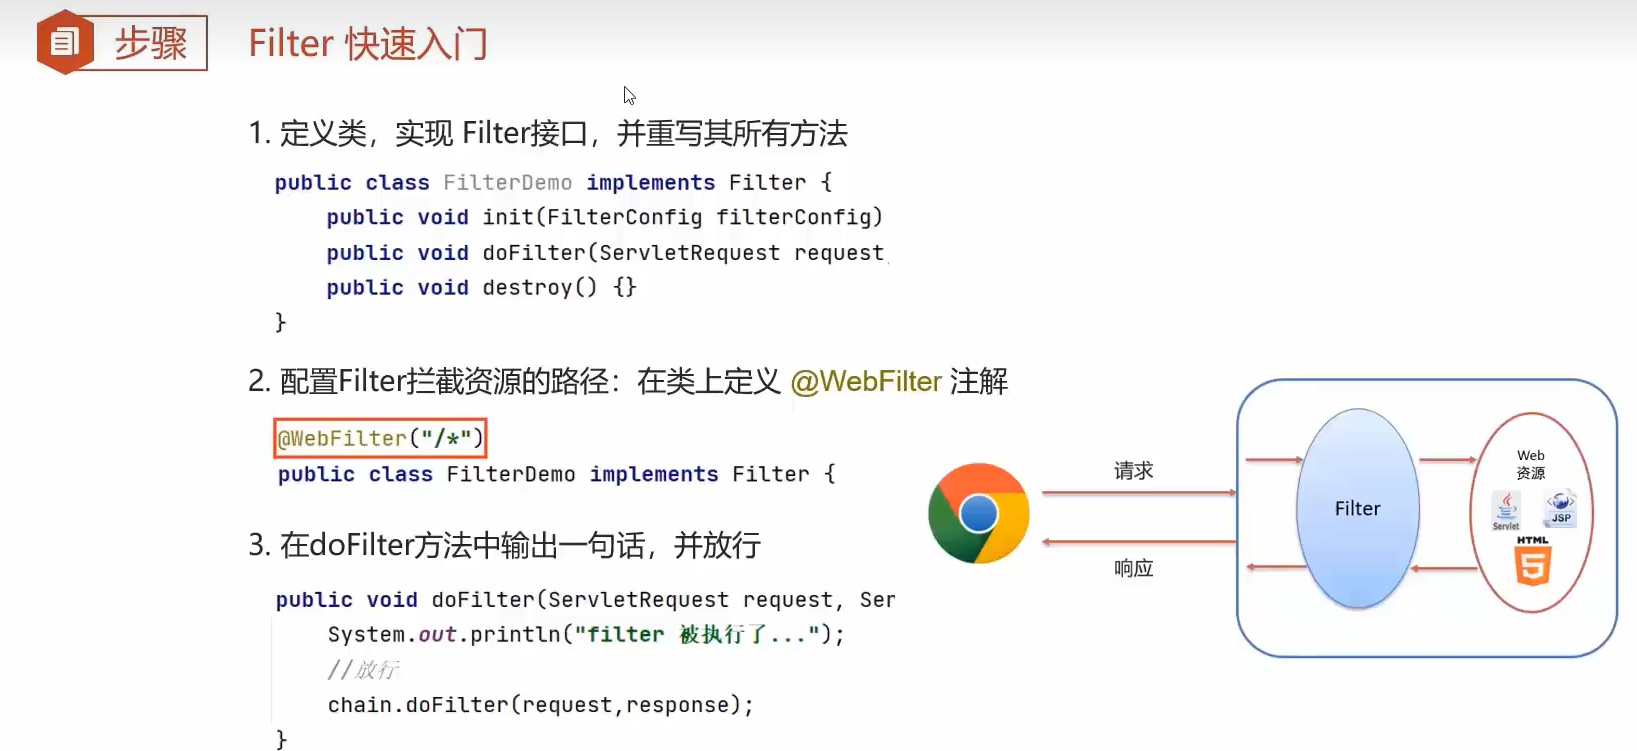 步骤
Filter 快速入门
1. 定义类，实现 Filter接口，并重写其所有方法
public class FilterDemo implements Filter {
public void init(FilterConfig filterConfig)
public void doFilter(ServletRequest request,
public void destroy() {}
}
2. 配置Filter拦截资源的路径：在类上定义 @WebFilter 注解
@WebFilter("/*")
public class FilterDemo implements Filter {
3. 在doFilter方法中输出一句话，并放行
public void doFilter(ServletRequest request, Ser
System.out.println("filter 被执行了...");
//放行
chain.doFilter(request,response);
}
请求
响应
Filter
Web
资源
Servlet
JSP
HTML
5